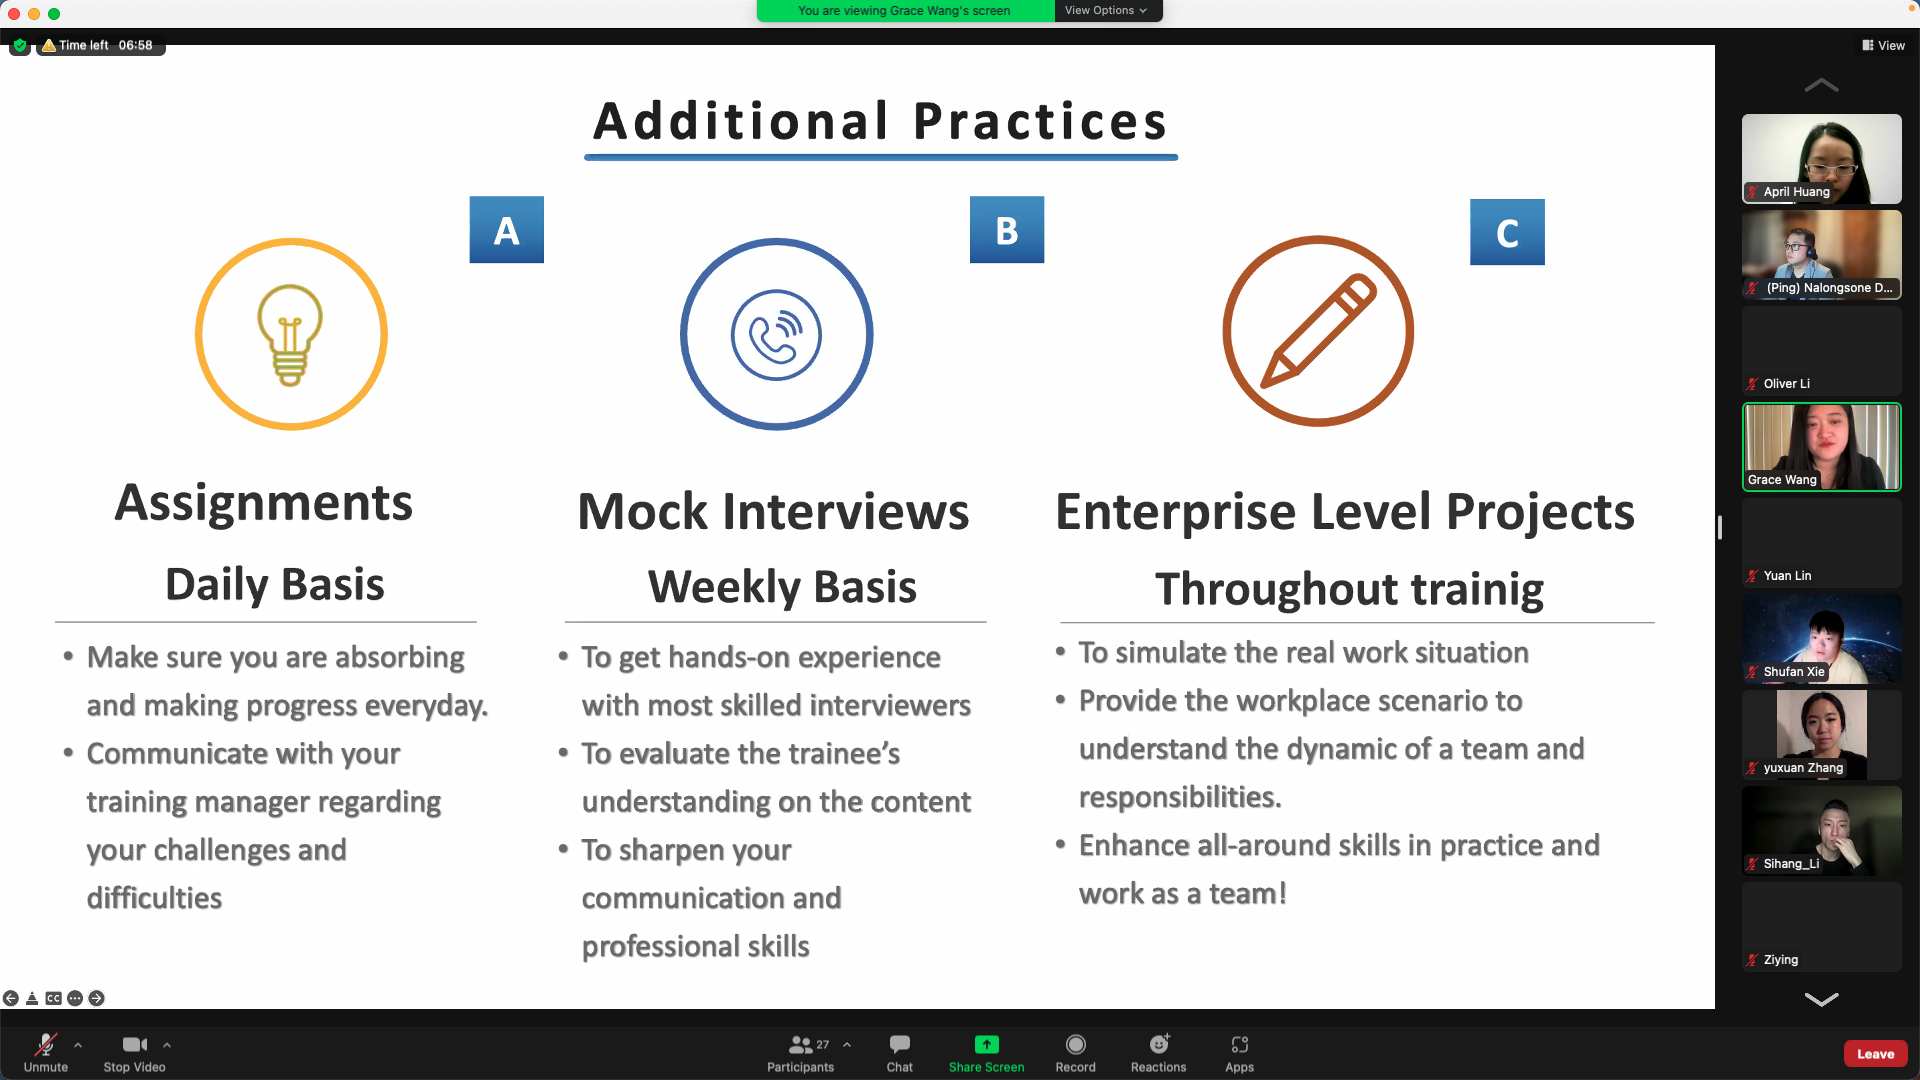 You are viewing Grace Wang's screen
View Options
Time left 06:58
View
Additional Practices
A
B
C
Assignments
Daily Basis
• Make sure you are absorbing
and making progress everyday.
• Communicate with your
training manager regarding
your challenges and
difficulties
Mock Interviews
Weekly Basis
• To get hands-on experience
with most skilled interviewers
• To evaluate the trainee’s
understanding on the content
• To sharpen your
communication and
professional skills
Enterprise Level Projects
Throughout trainig
• To simulate the real work situation
• Provide the workplace scenario to
understand the dynamic of a team and
responsibilities.
• Enhance all-around skills in practice and
work as a team!
April Huang
(Ping) Nalongsone D...
Oliver Li
Grace Wang
Yuan Lin
Shufan Xie
yuxuan Zhang
Sihang_Li
Ziying
CC
Unmute
Stop Video
27
Participants
Chat
Share Screen
Record
Reactions
Apps
Leave